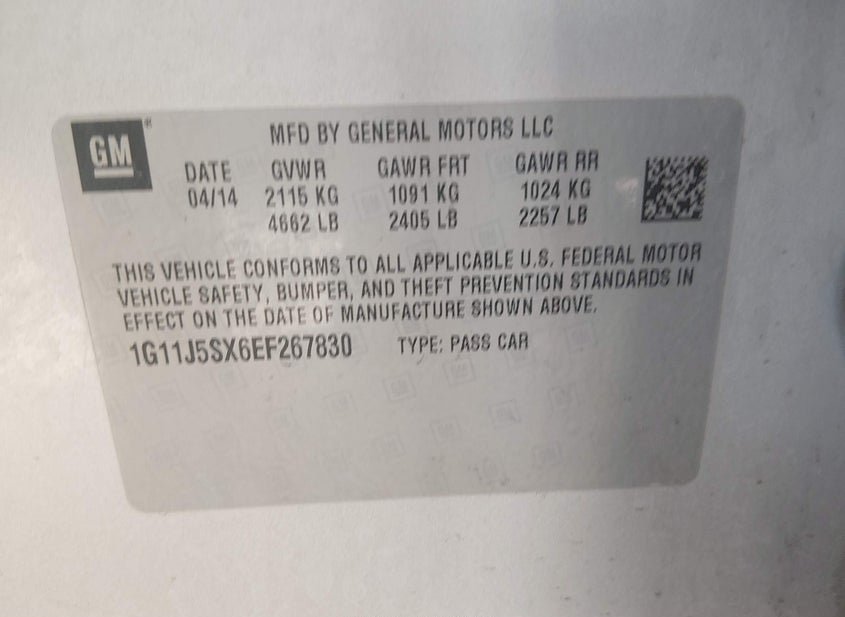 GM ®
MFD BY GENERAL MOTORS LLC
DATE GVWR GAWR FRT GAWR RR
04/14 2115 KG 1091 KG 1024 KG
4662 LB 2405 LB 2257 LB
THIS VEHICLE CONFORMS TO ALL APPLICABLE U.S. FEDERAL MOTOR
VEHICLE SAFETY, BUMPER, AND THEFT PREVENTION STANDARDS IN
EFFECT ON THE DATE OF MANUFACTURE SHOWN ABOVE.
1G11J5SX6EF267830 TYPE: PASS CAR